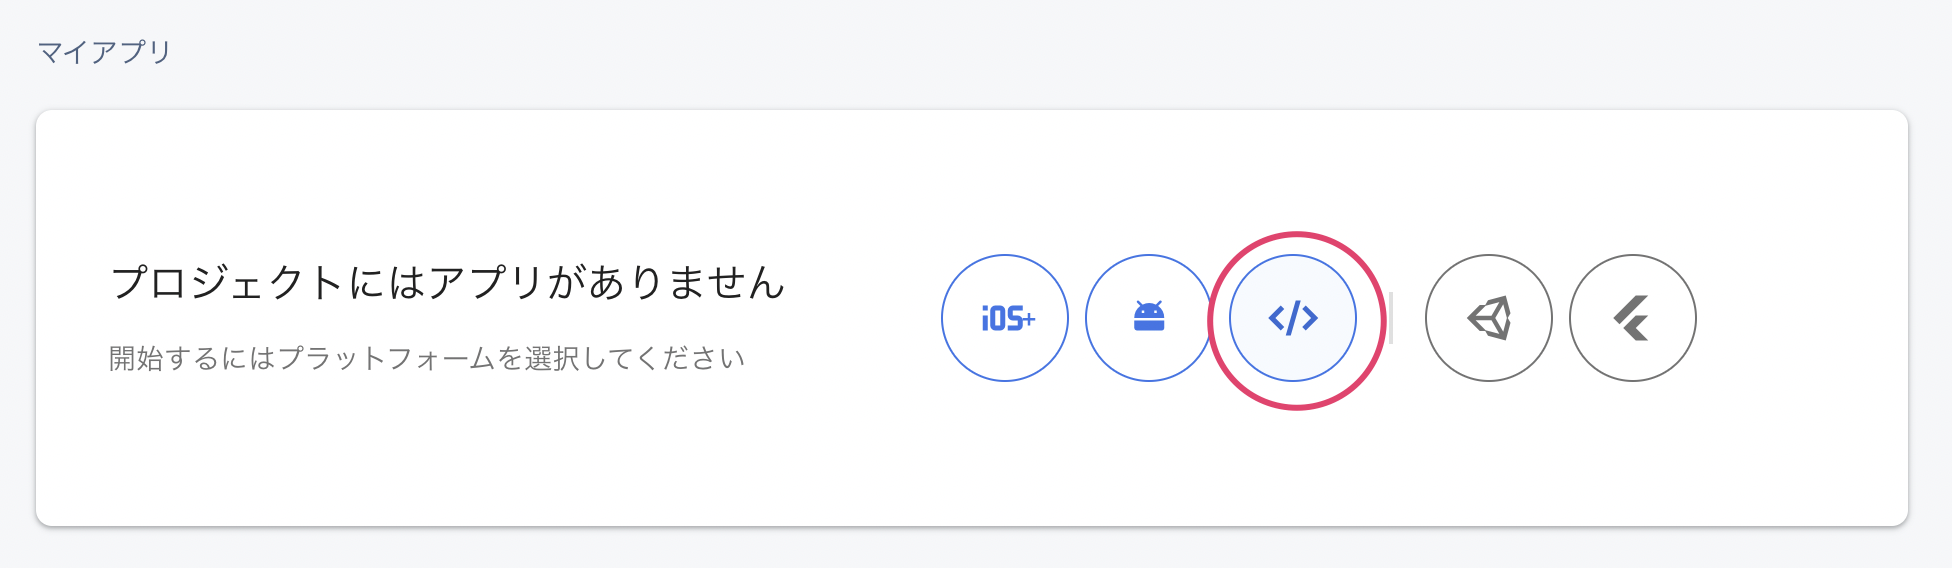 マイアプリ
プロジェクトにはアプリがありません
開始するにはプラットフォームを選択してください
iOS+